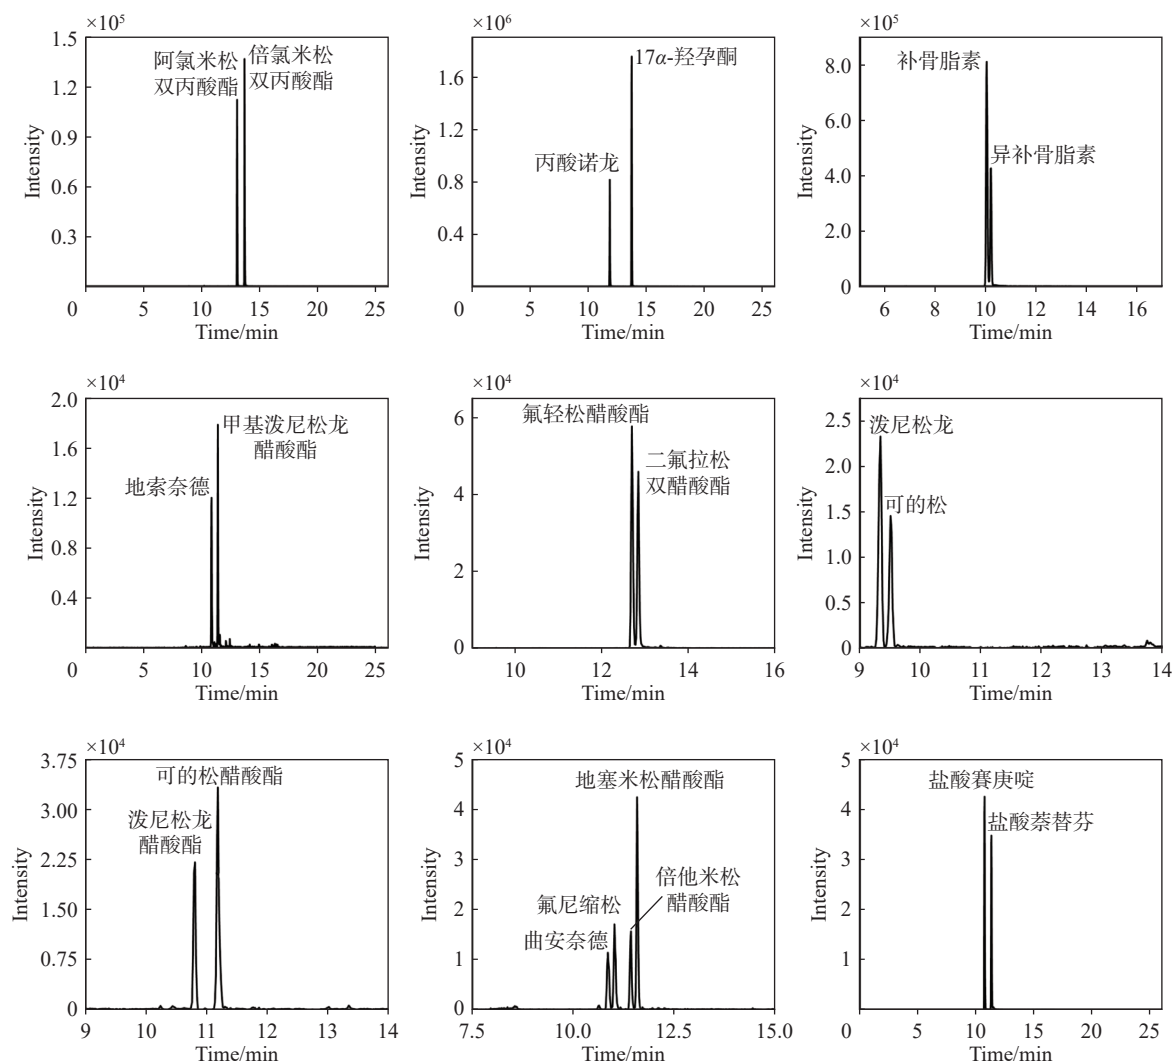 ×10⁵
1.5
1.2
0.9
0.6
0.3
0
Intensity
阿氯米松
双丙酸酯
倍氯米松
双丙酸酯
5
10
15
20
25
Time/min
×10⁶
1.6
1.2
0.8
0.4
0
Intensity
17α-羟孕酮
丙酸诺龙
5
10
15
20
25
Time/min
×10⁵
8.0
6.0
4.0
2.0
0
Intensity
补骨脂素
异补骨脂素
6
8
10
12
14
16
Time/min
×10⁴
2.0
1.6
1.2
0.8
0.4
0
Intensity
甲基泼尼松龙
醋酸酯
地索奈德
5
10
15
20
25
Time/min
×10⁴
6
4
2
0
Intensity
氟轻松醋酸酯
二氟拉松
双醋酸酯
10
12
14
16
Time/min
×10⁴
2.5
2.0
1.5
1.0
0.5
0
Intensity
泼尼松龙
可的松
9
10
11
12
13
14
Time/min
×10⁴
3.75
3.00
2.25
1.50
0.75
0
Intensity
可的松醋酸酯
泼尼松龙
醋酸酯
9
10
11
12
13
14
Time/min
×10⁴
5
4
3
2
1
0
Intensity
地塞米松醋酸酯
倍他米松
醋酸酯
氟尼缩松
曲安奈德
7.5
10.0
12.5
15.0
Time/min
×10⁴
5
4
3
2
1
0
Intensity
盐酸赛庚啶
盐酸萘替芬
5
10
15
20
25
Time/min